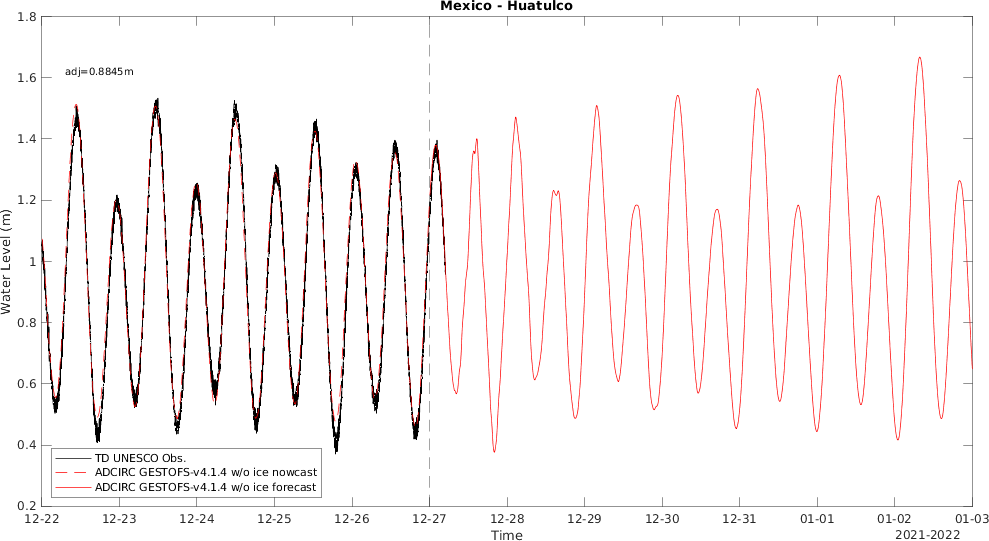 Mexico - Huatulco
1.8
adj=0.8845m
1.6
1.4
1.2
1
0.8
0.6
0.4
0.2
Water Level (m)
TD UNESCO Obs.
ADCIRC GESTOFS-v4.1.4 w/o ice nowcast
ADCIRC GESTOFS-v4.1.4 w/o ice forecast
12-22 12-23 12-24 12-25 12-26 12-27 12-28 12-29 12-30 12-31 01-01 01-02 01-03
Time
2021-2022